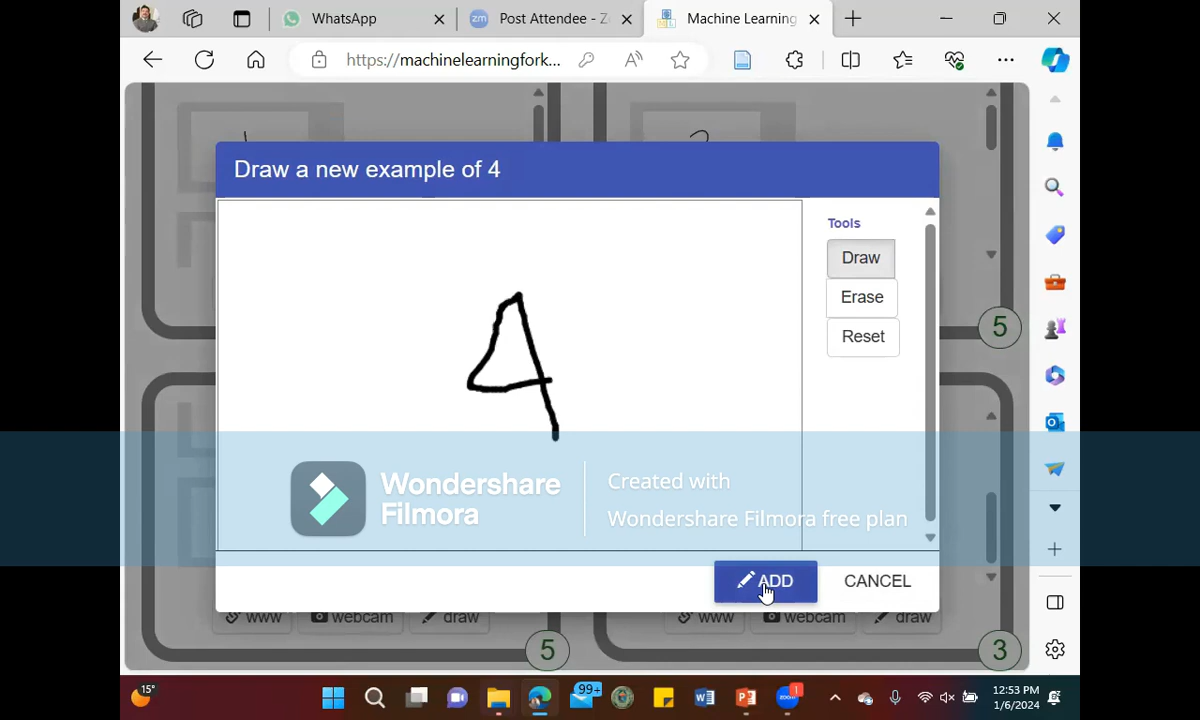 WhatsApp
Post Attendee - Z
Machine Learning
https://machinelearningfork...
Draw a new example of 4
Tools
Draw
Erase
Reset
4
5
Wondershare
Filmora
Created with
Wondershare Filmora free plan
ADD
CANCEL
www
webcam
draw
www
webcam
draw
5
3
15°
99+
zoom
1
12:53 PM
1/6/2024